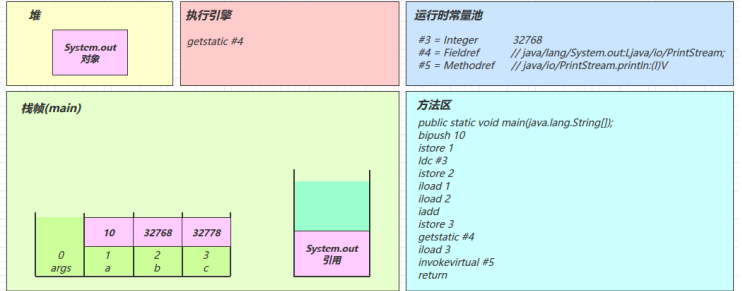 堆
System.out
对象
执行引擎
getstatic #4
运行时常量池
#3 = Integer 32768
#4 = Fieldref // java/lang/System.out:Ljava/io/PrintStream;
#5 = Methodref // java/io/PrintStream.println:(I)V
栈帧(main)
10 32768 32778
0 1 2 3
args a b c
System.out
引用
方法区
public static void main(java.lang.String[]);
bipush 10
istore 1
ldc #3
istore 2
iload 1
iload 2
iadd
istore 3
getstatic #4
iload 3
invokevirtual #5
return